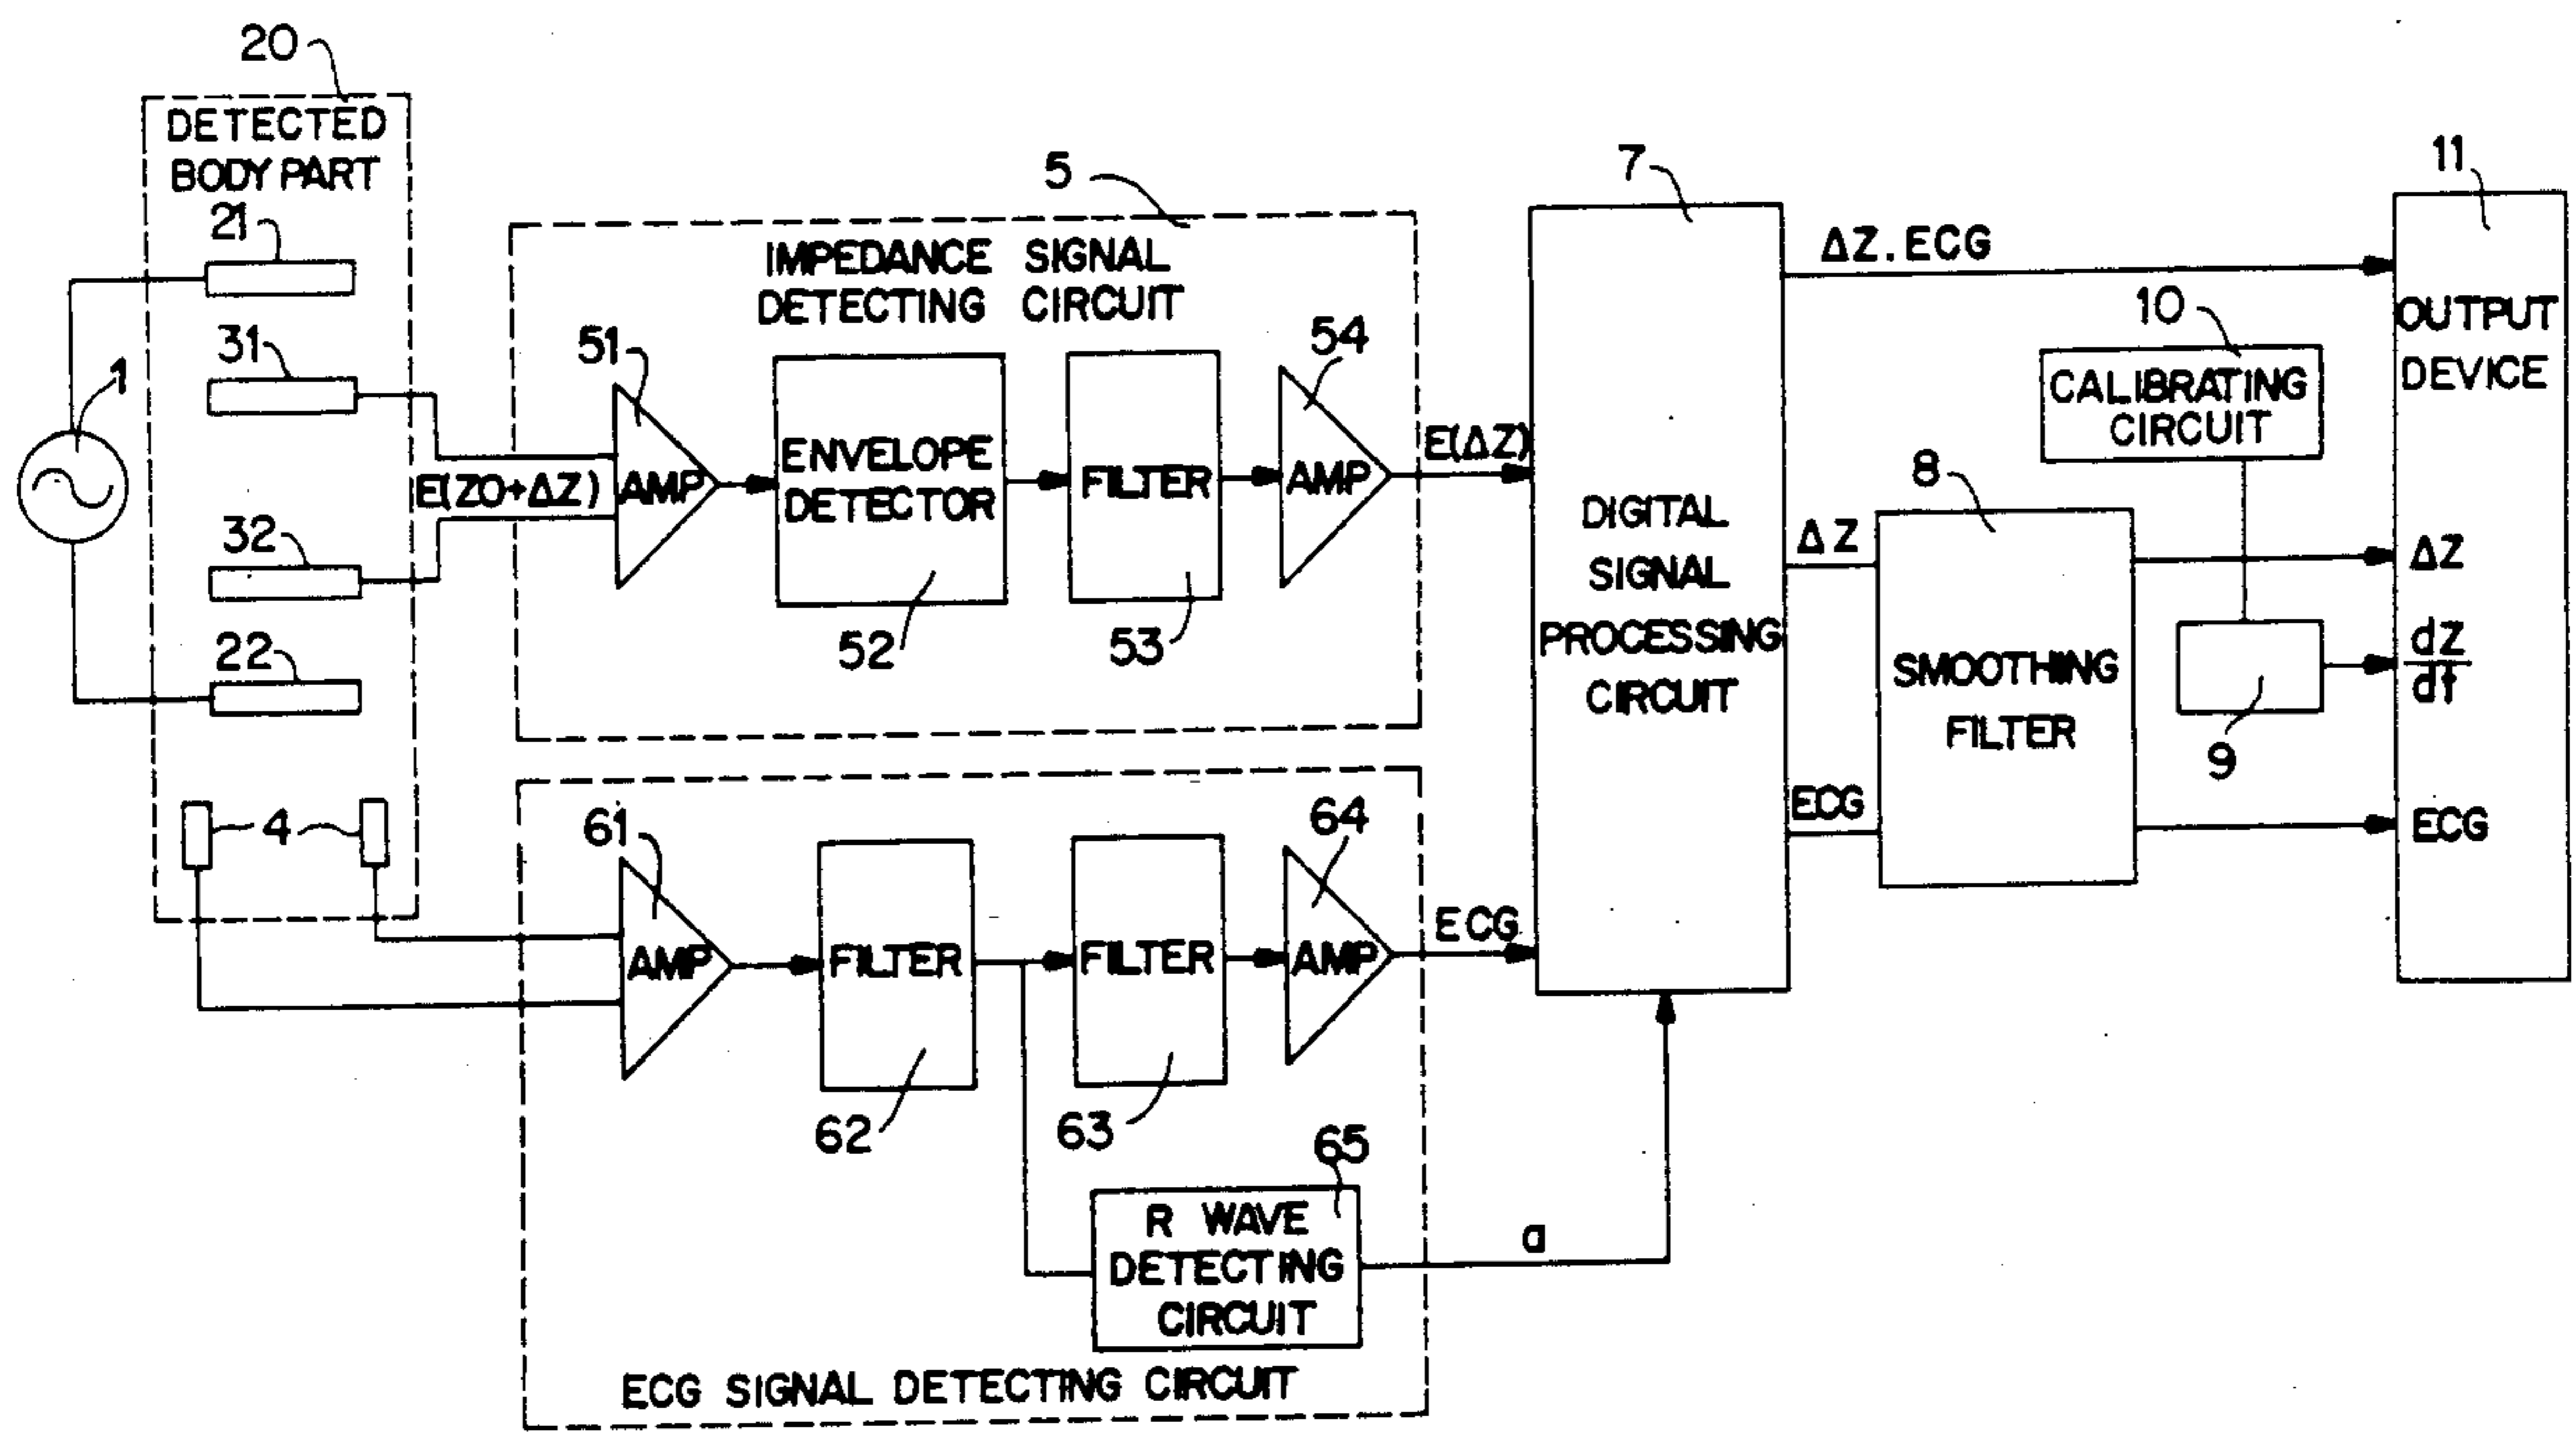 20
DETECTED
BODY PART
21
31
1
32
22
4
5
IMPEDANCE SIGNAL
DETECTING CIRCUIT
51
AMP
E(ZO+ΔZ)
ENVELOPE
DETECTOR
52
FILTER
53
54
AMP
E(ΔZ)
61
AMP
FILTER
62
FILTER
63
64
AMP
ECG
65
R WAVE
DETECTING
CIRCUIT
a
ECG SIGNAL DETECTING CIRCUIT
7
DIGITAL
SIGNAL
PROCESSING
CIRCUIT
ΔZ.ECG
ΔZ
ECG
8
SMOOTHING
FILTER
10
CALIBRATING
CIRCUIT
9
11
OUTPUT
DEVICE
ΔZ
dZ
dt
ECG